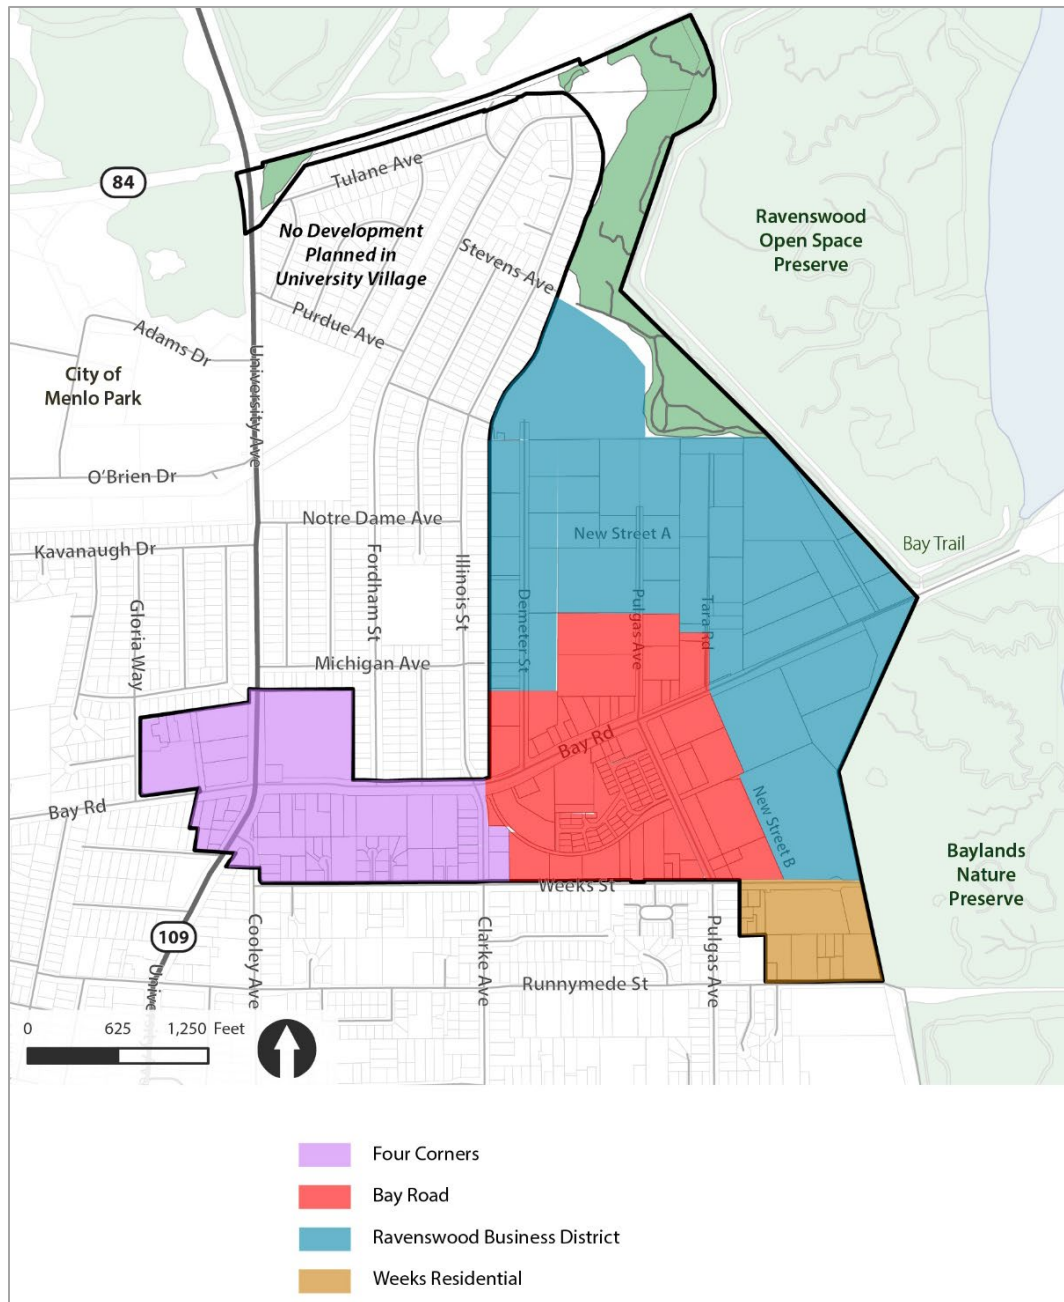 84
Tulane Ave
No Development
Planned in
University Village
Stevens Ave
Purdue Ave
Ravenswood
Open Space
Preserve
Adams Dr
City of
Menlo Park
University Ave
O'Brien Dr
Notre Dame Ave
New Street A
Kavanaugh Dr
Bay Trail
Fordham St
Illinois St
Gloria Way
Demeter St
Pulgas Ave
Tara Rd
Michigan Ave
Bay Rd
Bay Rd
New Street B
Baylands
Nature
Preserve
Weeks St
109
Cooley Ave
Clarke Ave
Pulgas Ave
Unive
Runnymede St
0 625 1,250 Feet
Four Corners
Bay Road
Ravenswood Business District
Weeks Residential